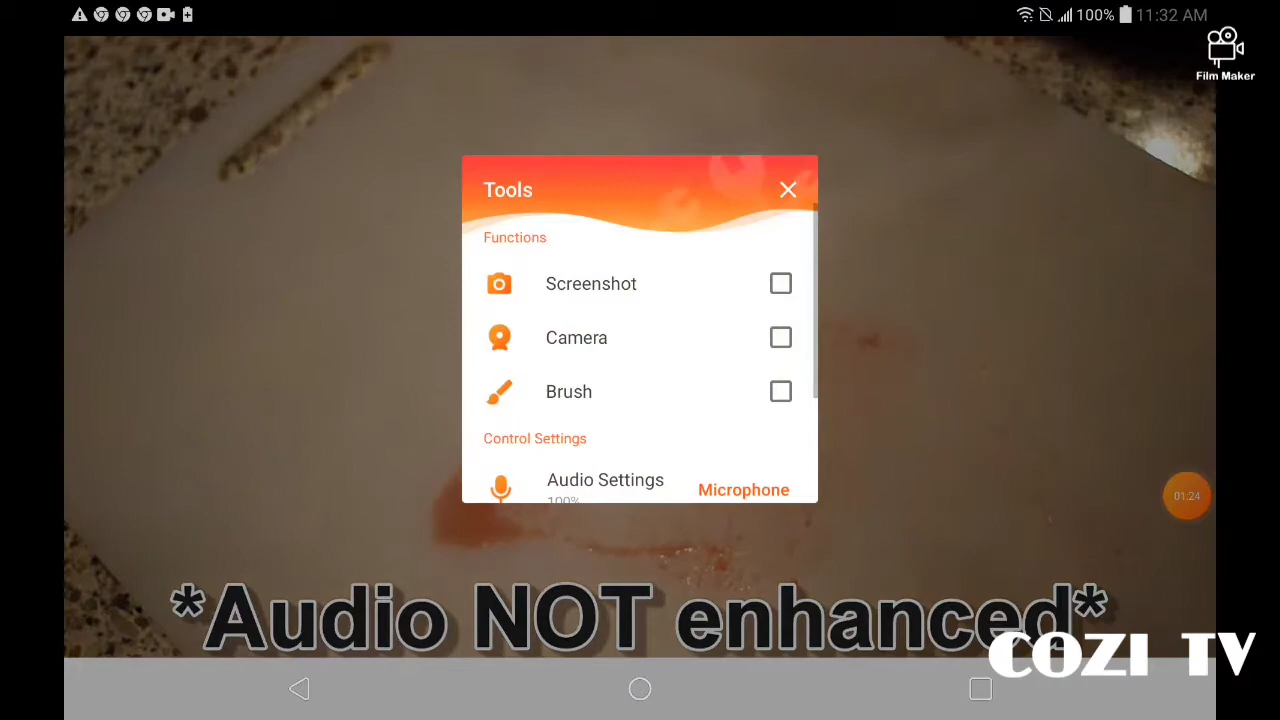 100% 11:32 AM
Film Maker
Tools
Functions
Screenshot
Camera
Brush
Control Settings
Audio Settings
Microphone
100%
01:24
*Audio NOT enhanced*
COZI TV